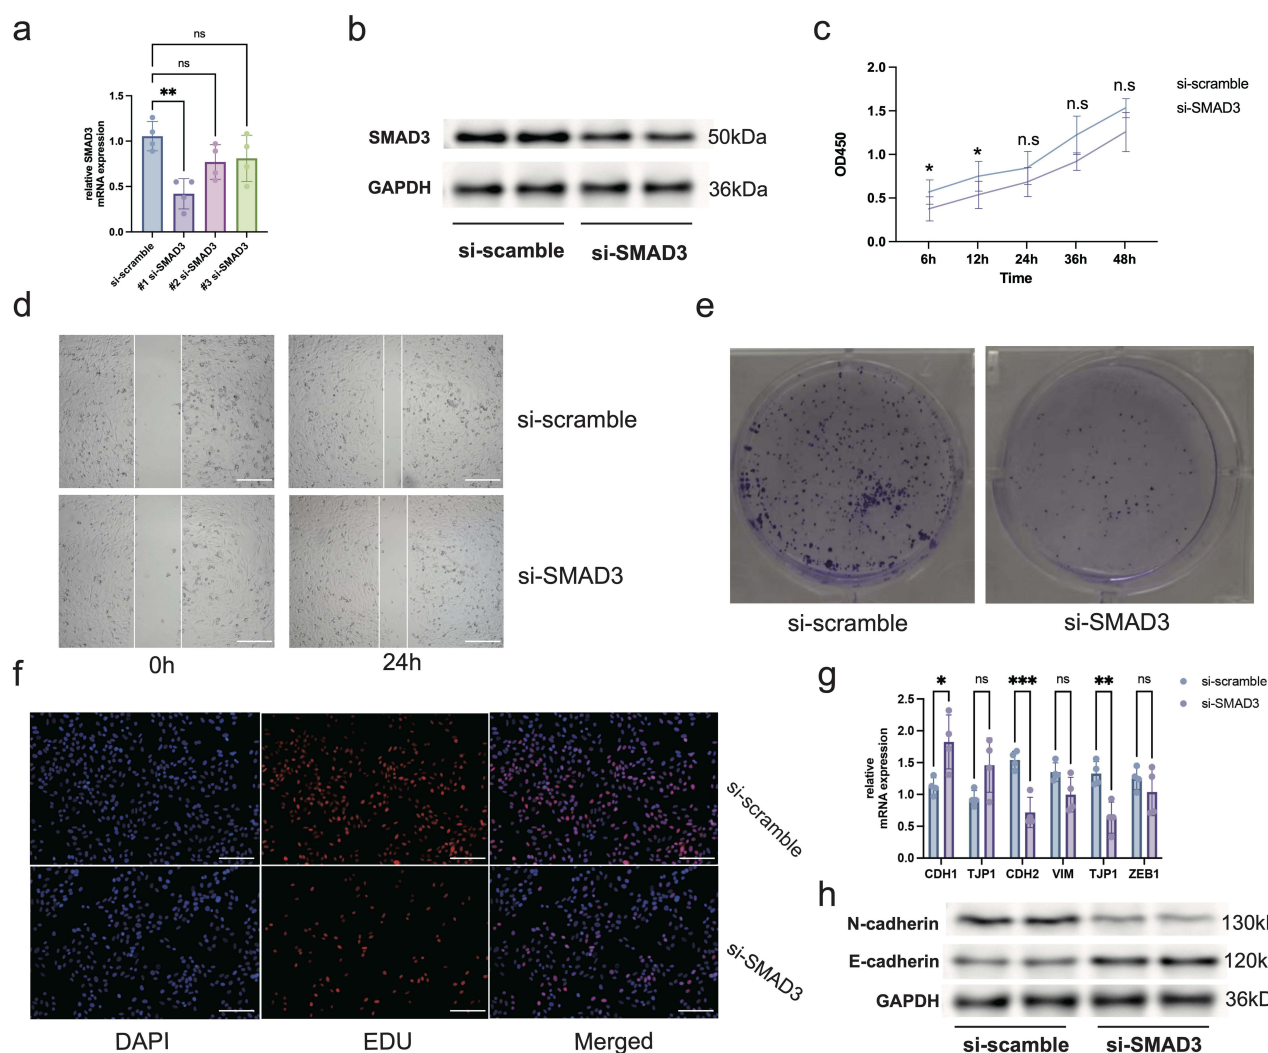 a
ns
ns
**
relative SMAD3
mRNA expression
1.5
1.0
0.5
0.0
si-scramble
#1 si-SMAD3
#2 si-SMAD3
#3 si-SMAD3
b
SMAD3
50kDa
GAPDH
36kDa
si-scamble
si-SMAD3
c
OD450
2.0
1.5
1.0
0.5
0.0
*
*
n.s
n.s
n.s
6h
12h
24h
36h
48h
Time
si-scramble
si-SMAD3
d
si-scramble
si-SMAD3
0h
24h
e
si-scramble
si-SMAD3
f
si-scramble
si-SMAD3
DAPI
EDU
Merged
g
relative
mRNA expression
2.5
2.0
1.5
1.0
0.5
0.0
*
ns
***
ns
**
ns
CDH1
TJP1
CDH2
VIM
TJP1
ZEB1
si-scramble
si-SMAD3
h
N-cadherin
130k
E-cadherin
120k
GAPDH
36kD
si-scamble
si-SMAD3